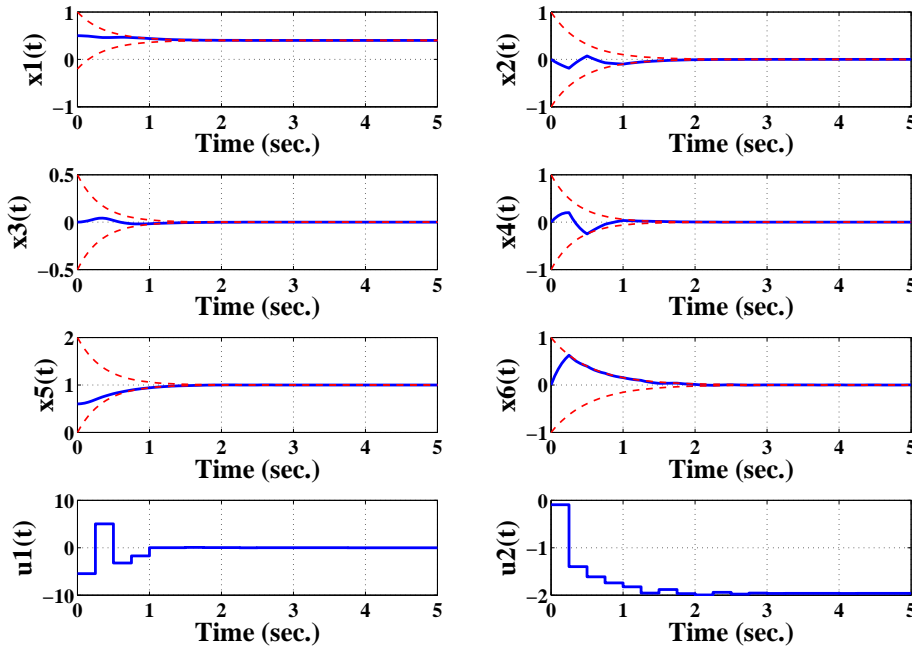 1
0
−1
x1(t)
0 1 2 3 4 5
Time (sec.)
1
0
−1
x2(t)
0 1 2 3 4 5
Time (sec.)
0.5
0
−0.5
x3(t)
0 1 2 3 4 5
Time (sec.)
1
0
−1
x4(t)
0 1 2 3 4 5
Time (sec.)
2
1
0
x5(t)
0 1 2 3 4 5
Time (sec.)
1
0
−1
x6(t)
0 1 2 3 4 5
Time (sec.)
10
0
−10
u1(t)
0 1 2 3 4 5
Time (sec.)
0
−1
−2
u2(t)
0 1 2 3 4 5
Time (sec.)